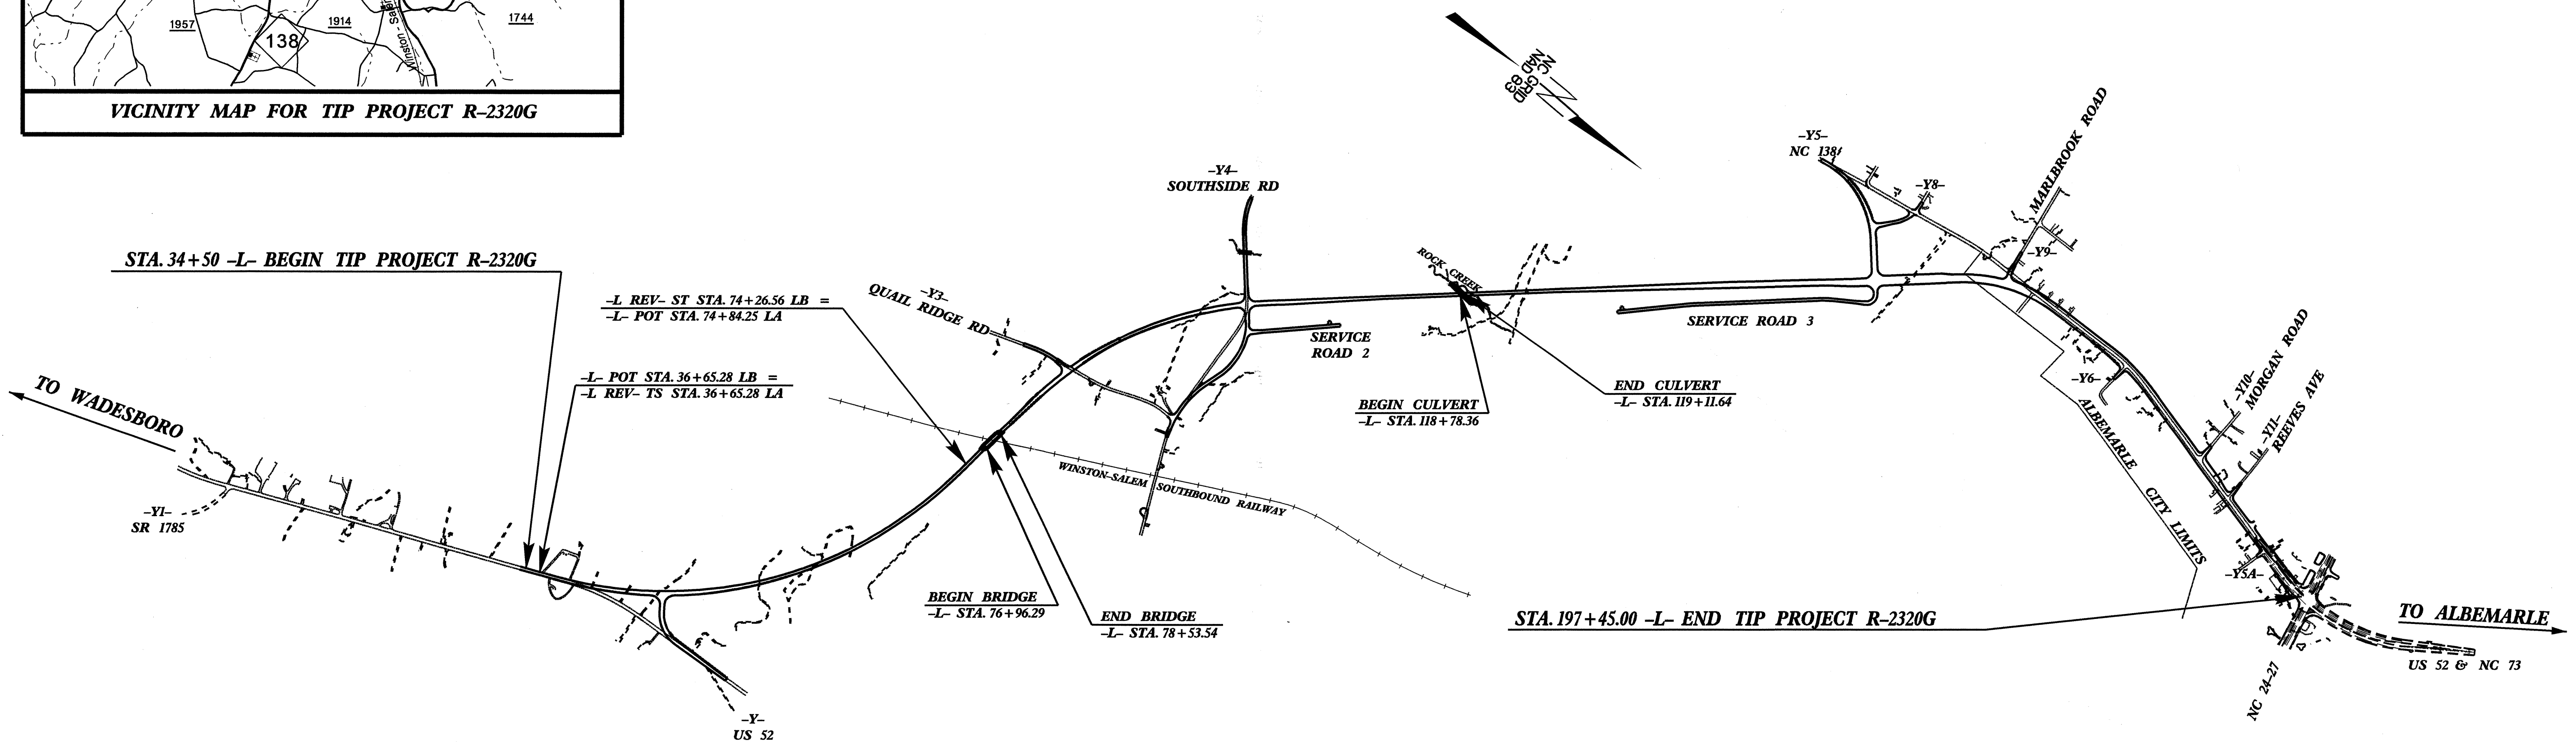 1957
1914
1744
138
Winston - Sale
VICINITY MAP FOR TIP PROJECT R–2320G
NC GRID
NAD 83
–Y5–
NC 138
–Y8–
MARLBROOK ROAD
–Y9–
–Y4–
SOUTHSIDE RD
ROCK CREEK
STA. 34+50 –L– BEGIN TIP PROJECT R–2320G
–L REV– ST STA. 74+26.56 LB =
–L– POT STA. 74+84.25 LA
–Y3–
QUAIL RIDGE RD
SERVICE
ROAD 2
SERVICE ROAD 3
–L– POT STA. 36+65.28 LB =
–L REV– TS STA. 36+65.28 LA
END CULVERT
–L– STA. 119+11.64
BEGIN CULVERT
–L– STA. 118+78.36
–Y6–
–Y10–
MORGAN ROAD
–Y11–
REEVES AVE
TO WADESBORO
ALBEMARLE CITY LIMITS
WINSTON–SALEM SOUTHBOUND RAILWAY
–Y1–
SR 1785
–Y5A–
BEGIN BRIDGE
–L– STA. 76+96.29
END BRIDGE
–L– STA. 78+53.54
STA. 197+45.00 –L– END TIP PROJECT R–2320G
TO ALBEMARLE
US 52 & NC 73
NC 24–27
–Y–
US 52